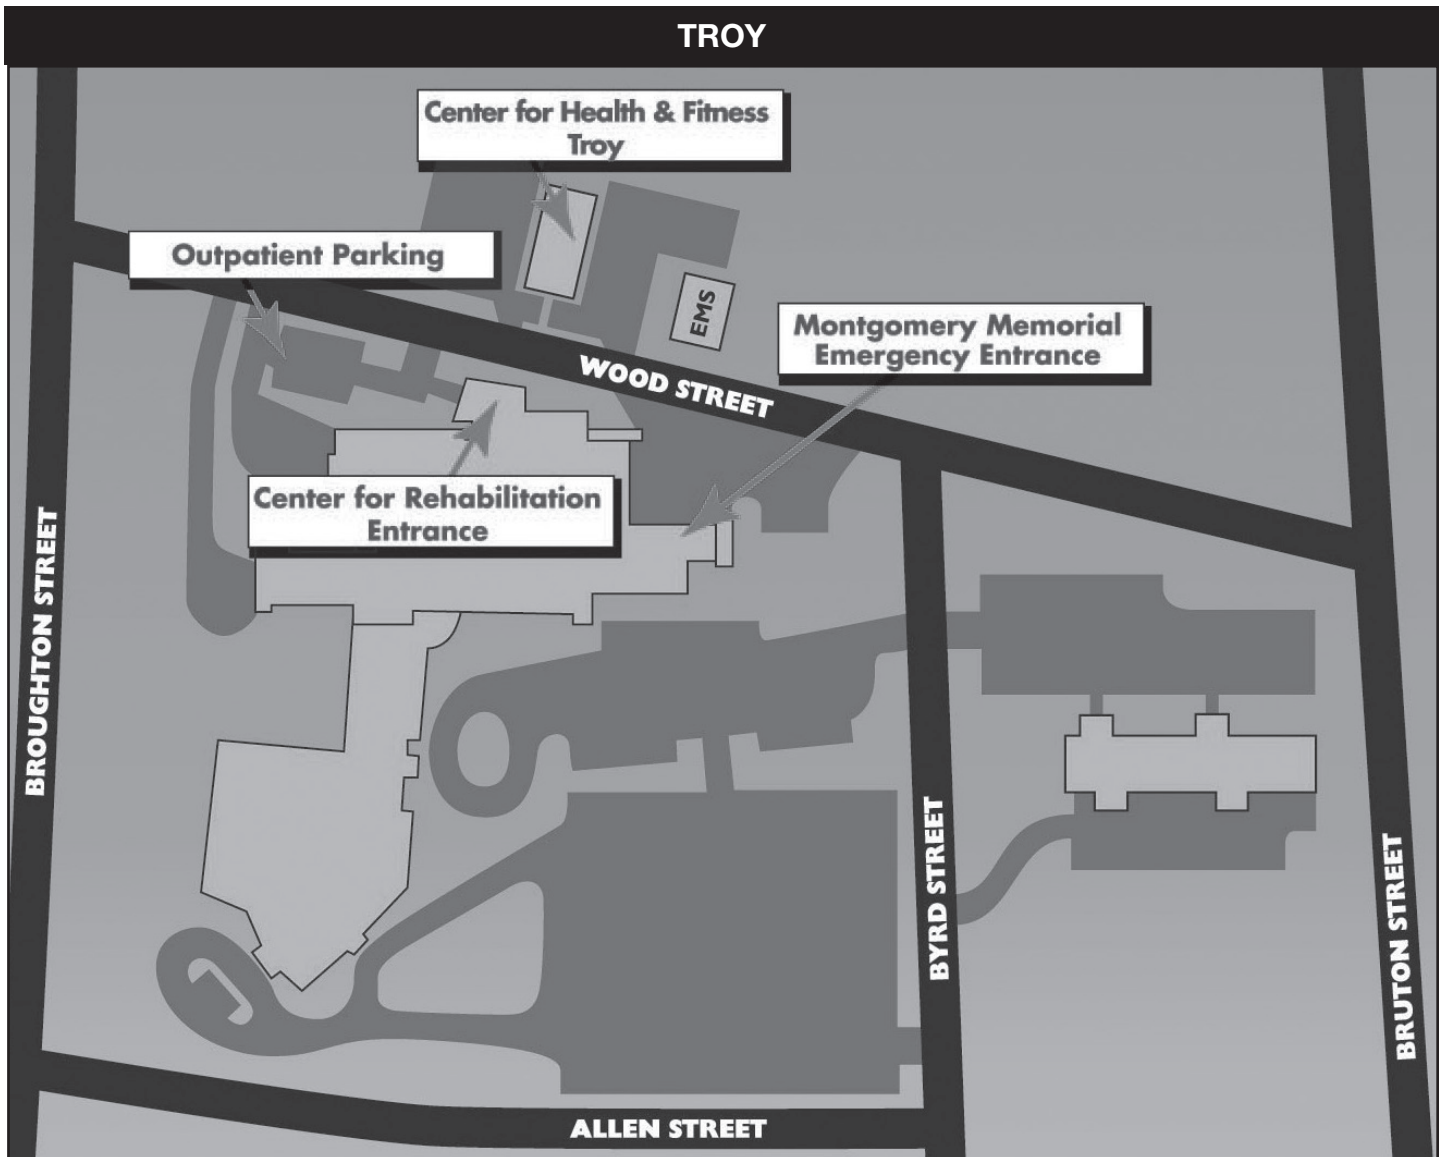 TROY
Center for Health & Fitness
Troy
Outpatient Parking
EMS
Montgomery Memorial
Emergency Entrance
WOOD STREET
Center for Rehabilitation
Entrance
BROUGHTON STREET
BYRD STREET
BRUTON STREET
ALLEN STREET